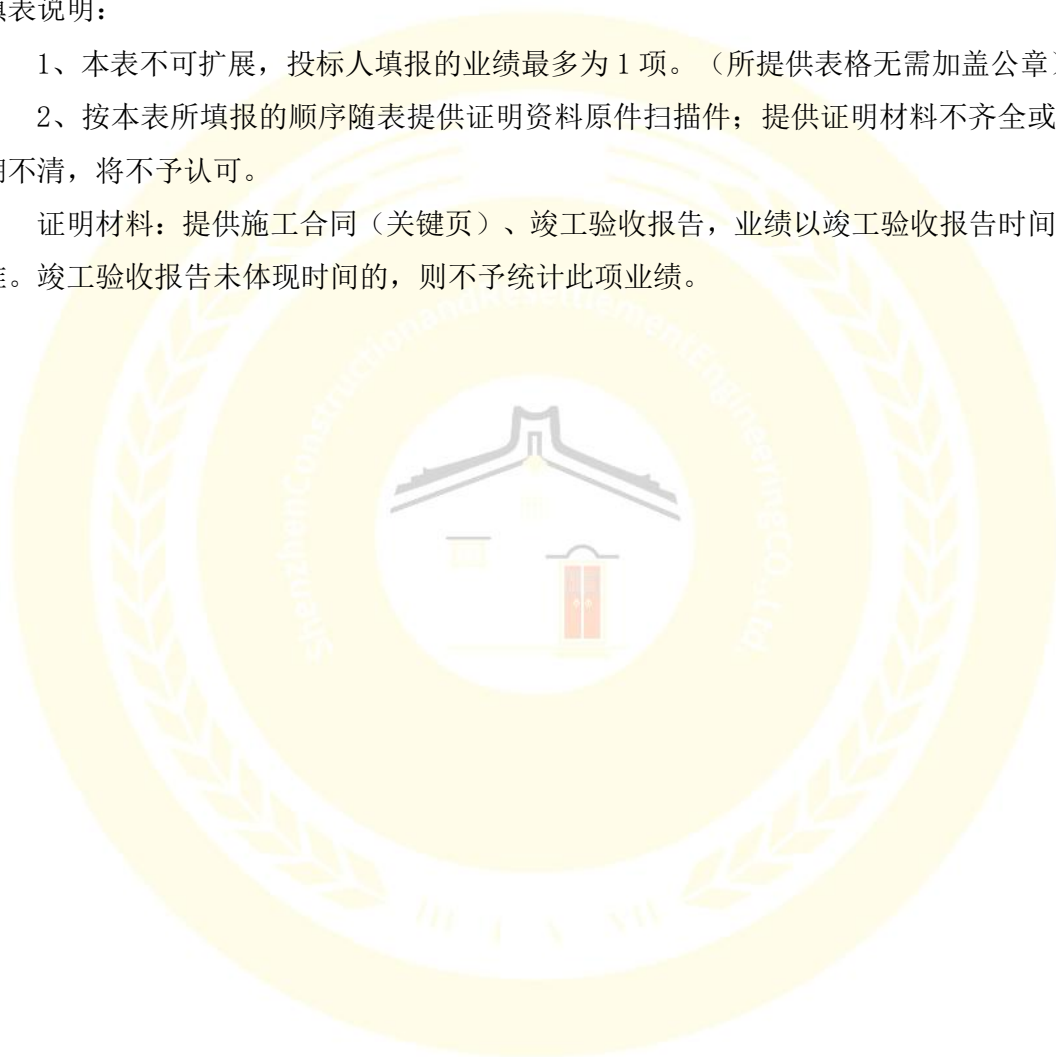 填表说明：
1、本表不可扩展，投标人填报的业绩最多为 1 项。（所提供表格无需加盖公章）
2、按本表所填报的顺序随表提供证明资料原件扫描件；提供证明材料不齐全或
不清，将不予认可。
证明材料：提供施工合同（关键页）、竣工验收报告，业绩以竣工验收报告时间
。竣工验收报告未体现时间的，则不予统计此项业绩。
ShenzhenConstructionandResettlementEngineeringCO.,Ltd